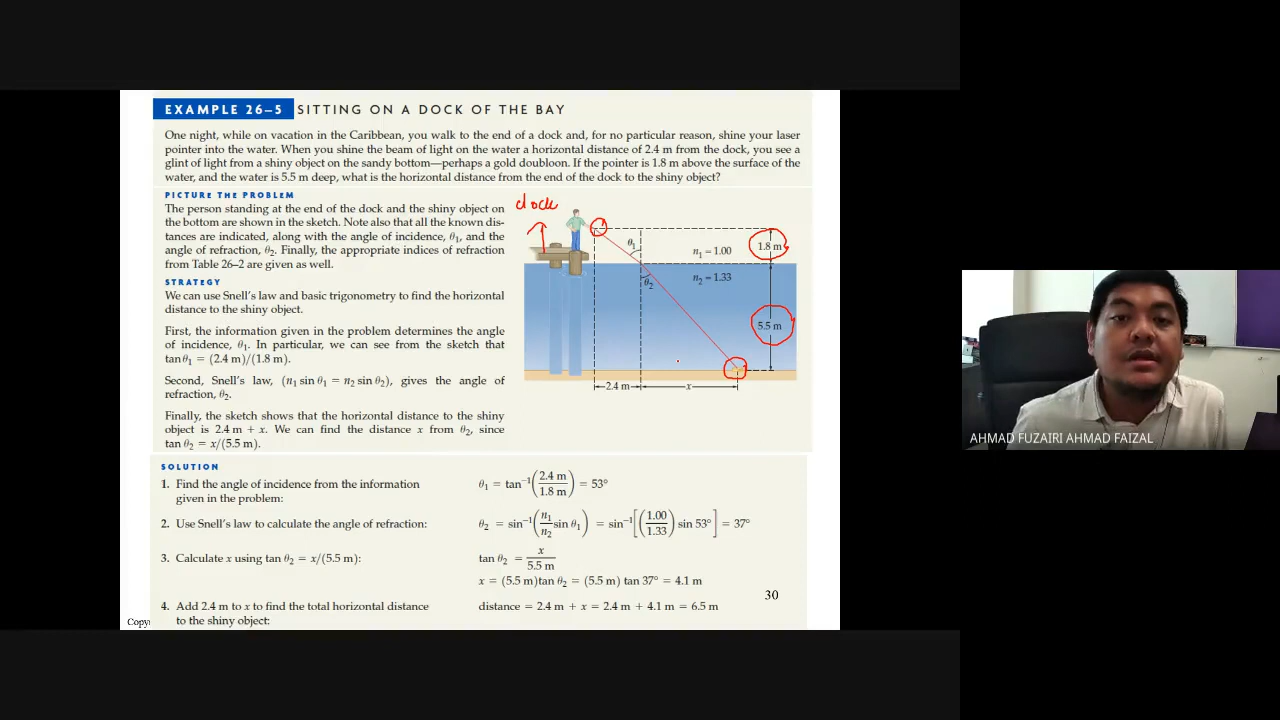 EXAMPLE 26–5 SITTING ON A DOCK OF THE BAY
One night, while on vacation in the Caribbean, you walk to the end of a dock and, for no particular reason, shine your laser
pointer into the water. When you shine the beam of light on the water a horizontal distance of 2.4 m from the dock, you see a
glint of light from a shiny object on the sandy bottom—perhaps a gold doubloon. If the pointer is 1.8 m above the surface of the
water, and the water is 5.5 m deep, what is the horizontal distance from the end of the dock to the shiny object?
PICTURE THE PROBLEM
The person standing at the end of the dock and the shiny object on
the bottom are shown in the sketch. Note also that all the known dis-
tances are indicated, along with the angle of incidence, θ₁, and the
angle of refraction, θ₂. Finally, the appropriate indices of refraction
from Table 26–2 are given as well.
STRATEGY
We can use Snell's law and basic trigonometry to find the horizontal
distance to the shiny object.
First, the information given in the problem determines the angle
of incidence, θ₁. In particular, we can see from the sketch that
tan θ₁ = (2.4 m)/(1.8 m).
Second, Snell's law, (n₁ sin θ₁ = n₂ sin θ₂), gives the angle of
refraction, θ₂.
Finally, the sketch shows that the horizontal distance to the shiny
object is 2.4 m + x. We can find the distance x from θ₂, since
tan θ₂ = x/(5.5 m).
dock
θ₁
n₁ = 1.00
1.8 m
θ₂
n₂ = 1.33
5.5 m
2.4 m
x
SOLUTION
1. Find the angle of incidence from the information
given in the problem:
θ₁ = tan⁻¹(2.4 m/1.8 m) = 53°
2. Use Snell's law to calculate the angle of refraction:
θ₂ = sin⁻¹(n₁/n₂ sin θ₁) = sin⁻¹[(1.00/1.33) sin 53°] = 37°
3. Calculate x using tan θ₂ = x/(5.5 m):
tan θ₂ = x/5.5 m
x = (5.5 m)tan θ₂ = (5.5 m) tan 37° = 4.1 m
4. Add 2.4 m to x to find the total horizontal distance
to the shiny object:
distance = 2.4 m + x = 2.4 m + 4.1 m = 6.5 m
30
Copy
AHMAD FUZAIRI AHMAD FAIZAL